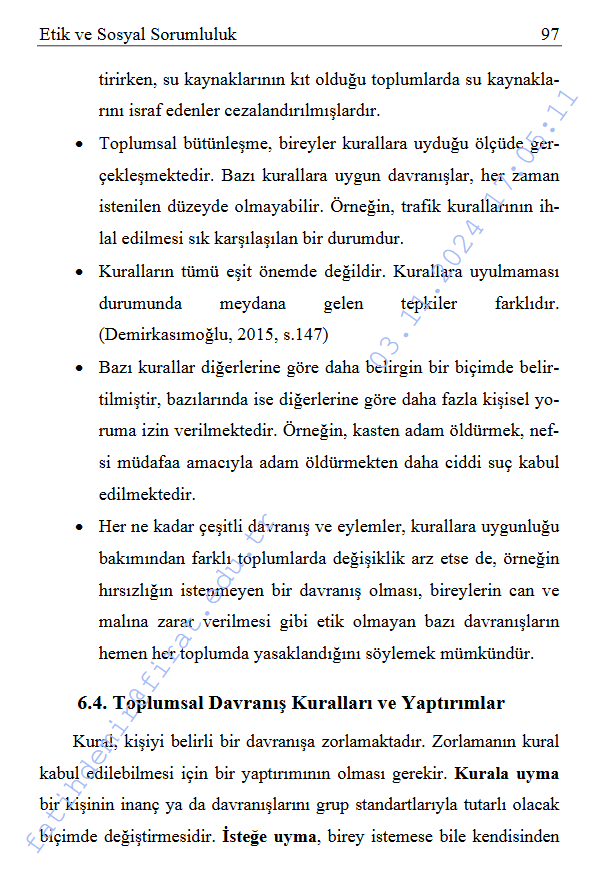 Etik ve Sosyal Sorumluluk 97
tirirken, su kaynaklarının kıt olduğu toplumlarda su kaynakla-
rını israf edenler cezalandırılmışlardır.
• Toplumsal bütünleşme, bireyler kurallara uyduğu ölçüde ger-
çekleşmektedir. Bazı kurallara uygun davranışlar, her zaman
istenilen düzeyde olmayabilir. Örneğin, trafik kurallarının ih-
lal edilmesi sık karşılaşılan bir durumdur.
• Kuralların tümü eşit önemde değildir. Kurallara uyulmaması
durumunda meydana gelen tepkiler farklıdır.
(Demirkasımoğlu, 2015, s.147)
• Bazı kurallar diğerlerine göre daha belirgin bir biçimde belir-
tilmiştir, bazılarında ise diğerlerine göre daha fazla kişisel yo-
ruma izin verilmektedir. Örneğin, kasten adam öldürmek, nef-
si müdafaa amacıyla adam öldürmekten daha ciddi suç kabul
edilmektedir.
• Her ne kadar çeşitli davranış ve eylemler, kurallara uygunluğu
bakımından farklı toplumlarda değişiklik arz etse de, örneğin
hırsızlığın istenmeyen bir davranış olması, bireylerin can ve
malına zarar verilmesi gibi etik olmayan bazı davranışların
hemen her toplumda yasaklandığını söylemek mümkündür.
6.4. Toplumsal Davranış Kuralları ve Yaptırımlar
Kural, kişiyi belirli bir davranışa zorlamaktadır. Zorlamanın kural
kabul edilebilmesi için bir yaptırımının olması gerekir. Kurala uyma
bir kişinin inanç ya da davranışlarını grup standartlarıyla tutarlı olacak
biçimde değiştirmesidir. İsteğe uyma, birey istemese bile kendisinden
03.11.2024 17:05:11